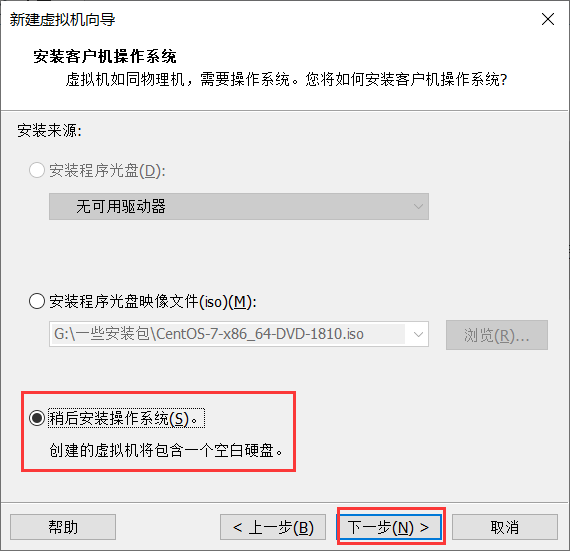 新建虚拟机向导
安装客户机操作系统
虚拟机如同物理机，需要操作系统。您将如何安装客户机操作系统?
安装来源:
安装程序光盘(D):
无可用驱动器
安装程序光盘映像文件(iso)(M):
G:\一些安装包\CentOS-7-x86_64-DVD-1810.iso
浏览(R)...
稍后安装操作系统(S)。
创建的虚拟机将包含一个空白硬盘。
帮助
< 上一步(B)
下一步(N) >
取消